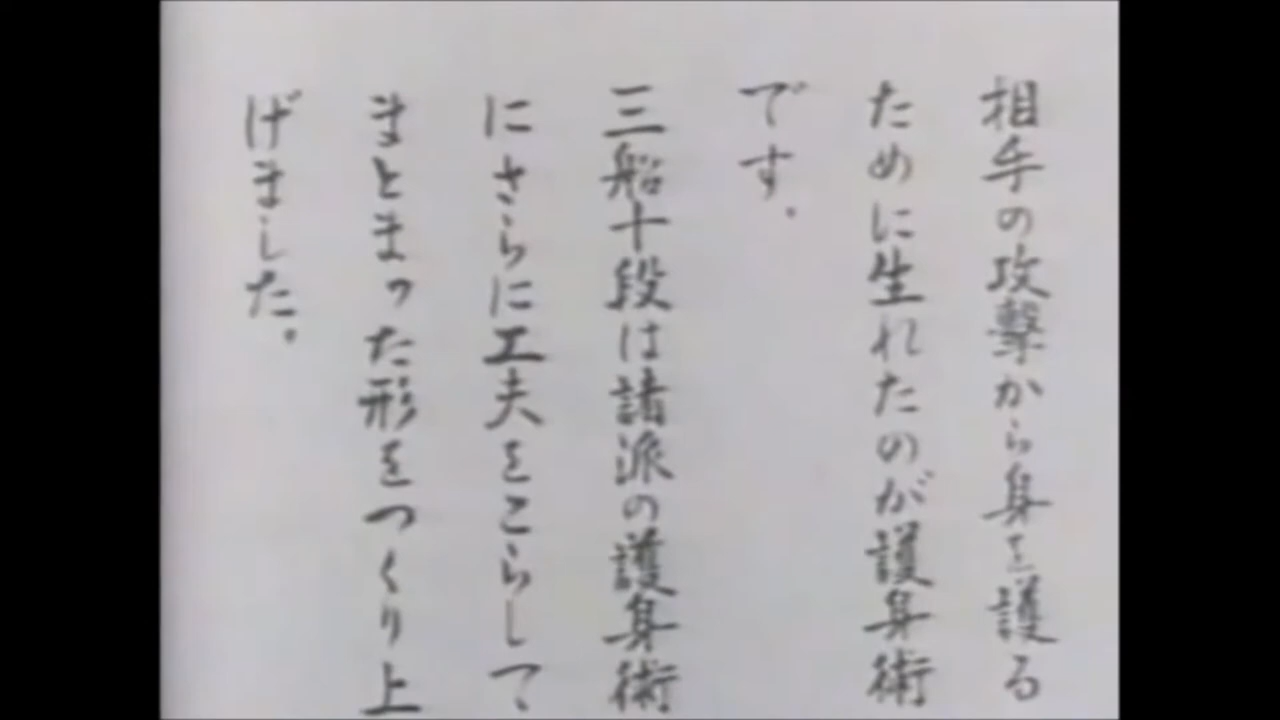 相手の攻撃から身を護る
ために生れたのが護身術
です.
三船十段は諸派の護身術
にさらに工夫をこらして
まとまった形をつくり上
げました。